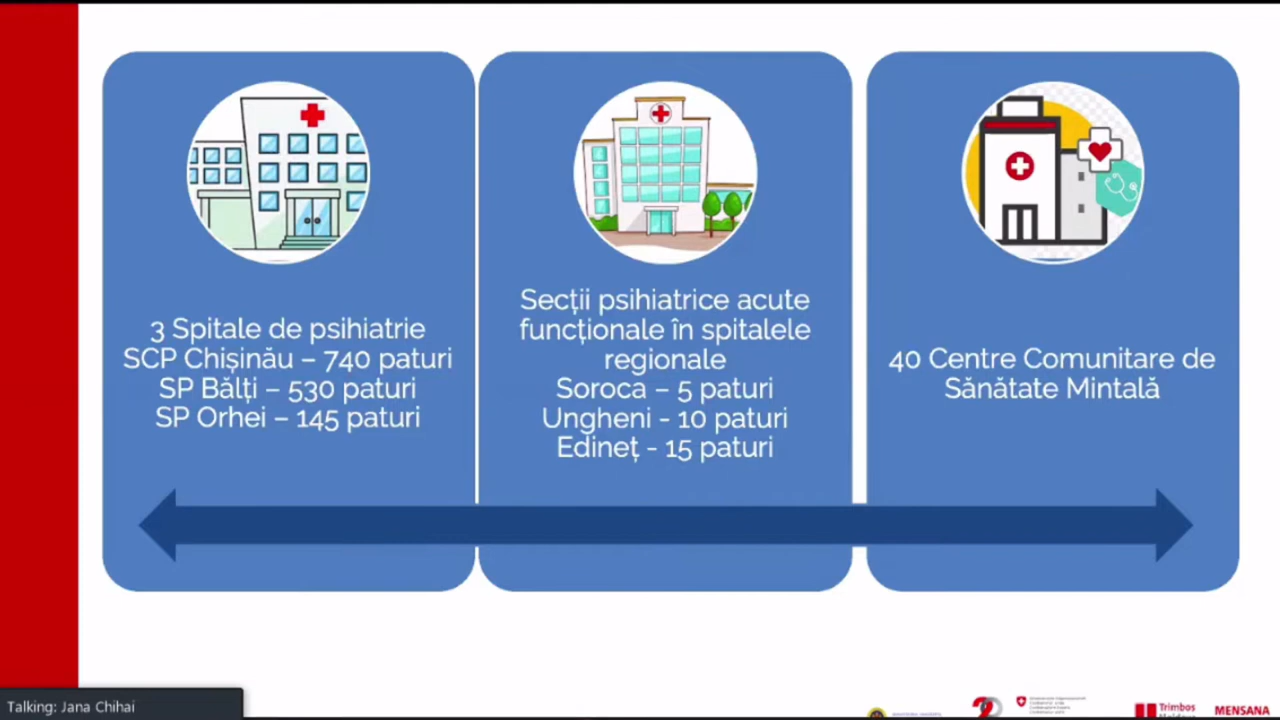 3 Spitale de psihiatrie
SCP Chișinău – 740 paturi
SP Bălți – 530 paturi
SP Orhei – 145 paturi
Secții psihiatrice acute
funcționale în spitalele
regionale
Soroca – 5 paturi
Ungheni - 10 paturi
Edineț - 15 paturi
40 Centre Comunitare de
Sănătate Mintală
Talking: Jana Chihai
Trimbos
Moldova
MENSANA